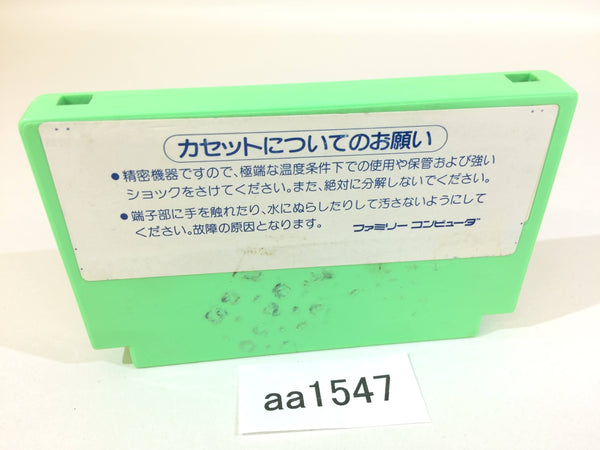 カセットについてのお願い
●精密機器ですので、極端な温度条件下での使用や保管および強い
ショックをさけてください。また、絶対に分解しないでください。
●端子部に手を触れたり、水にぬらしたりして汚さないようにして
ください。故障の原因となります。 ファミリー コンピュータ
aa1547